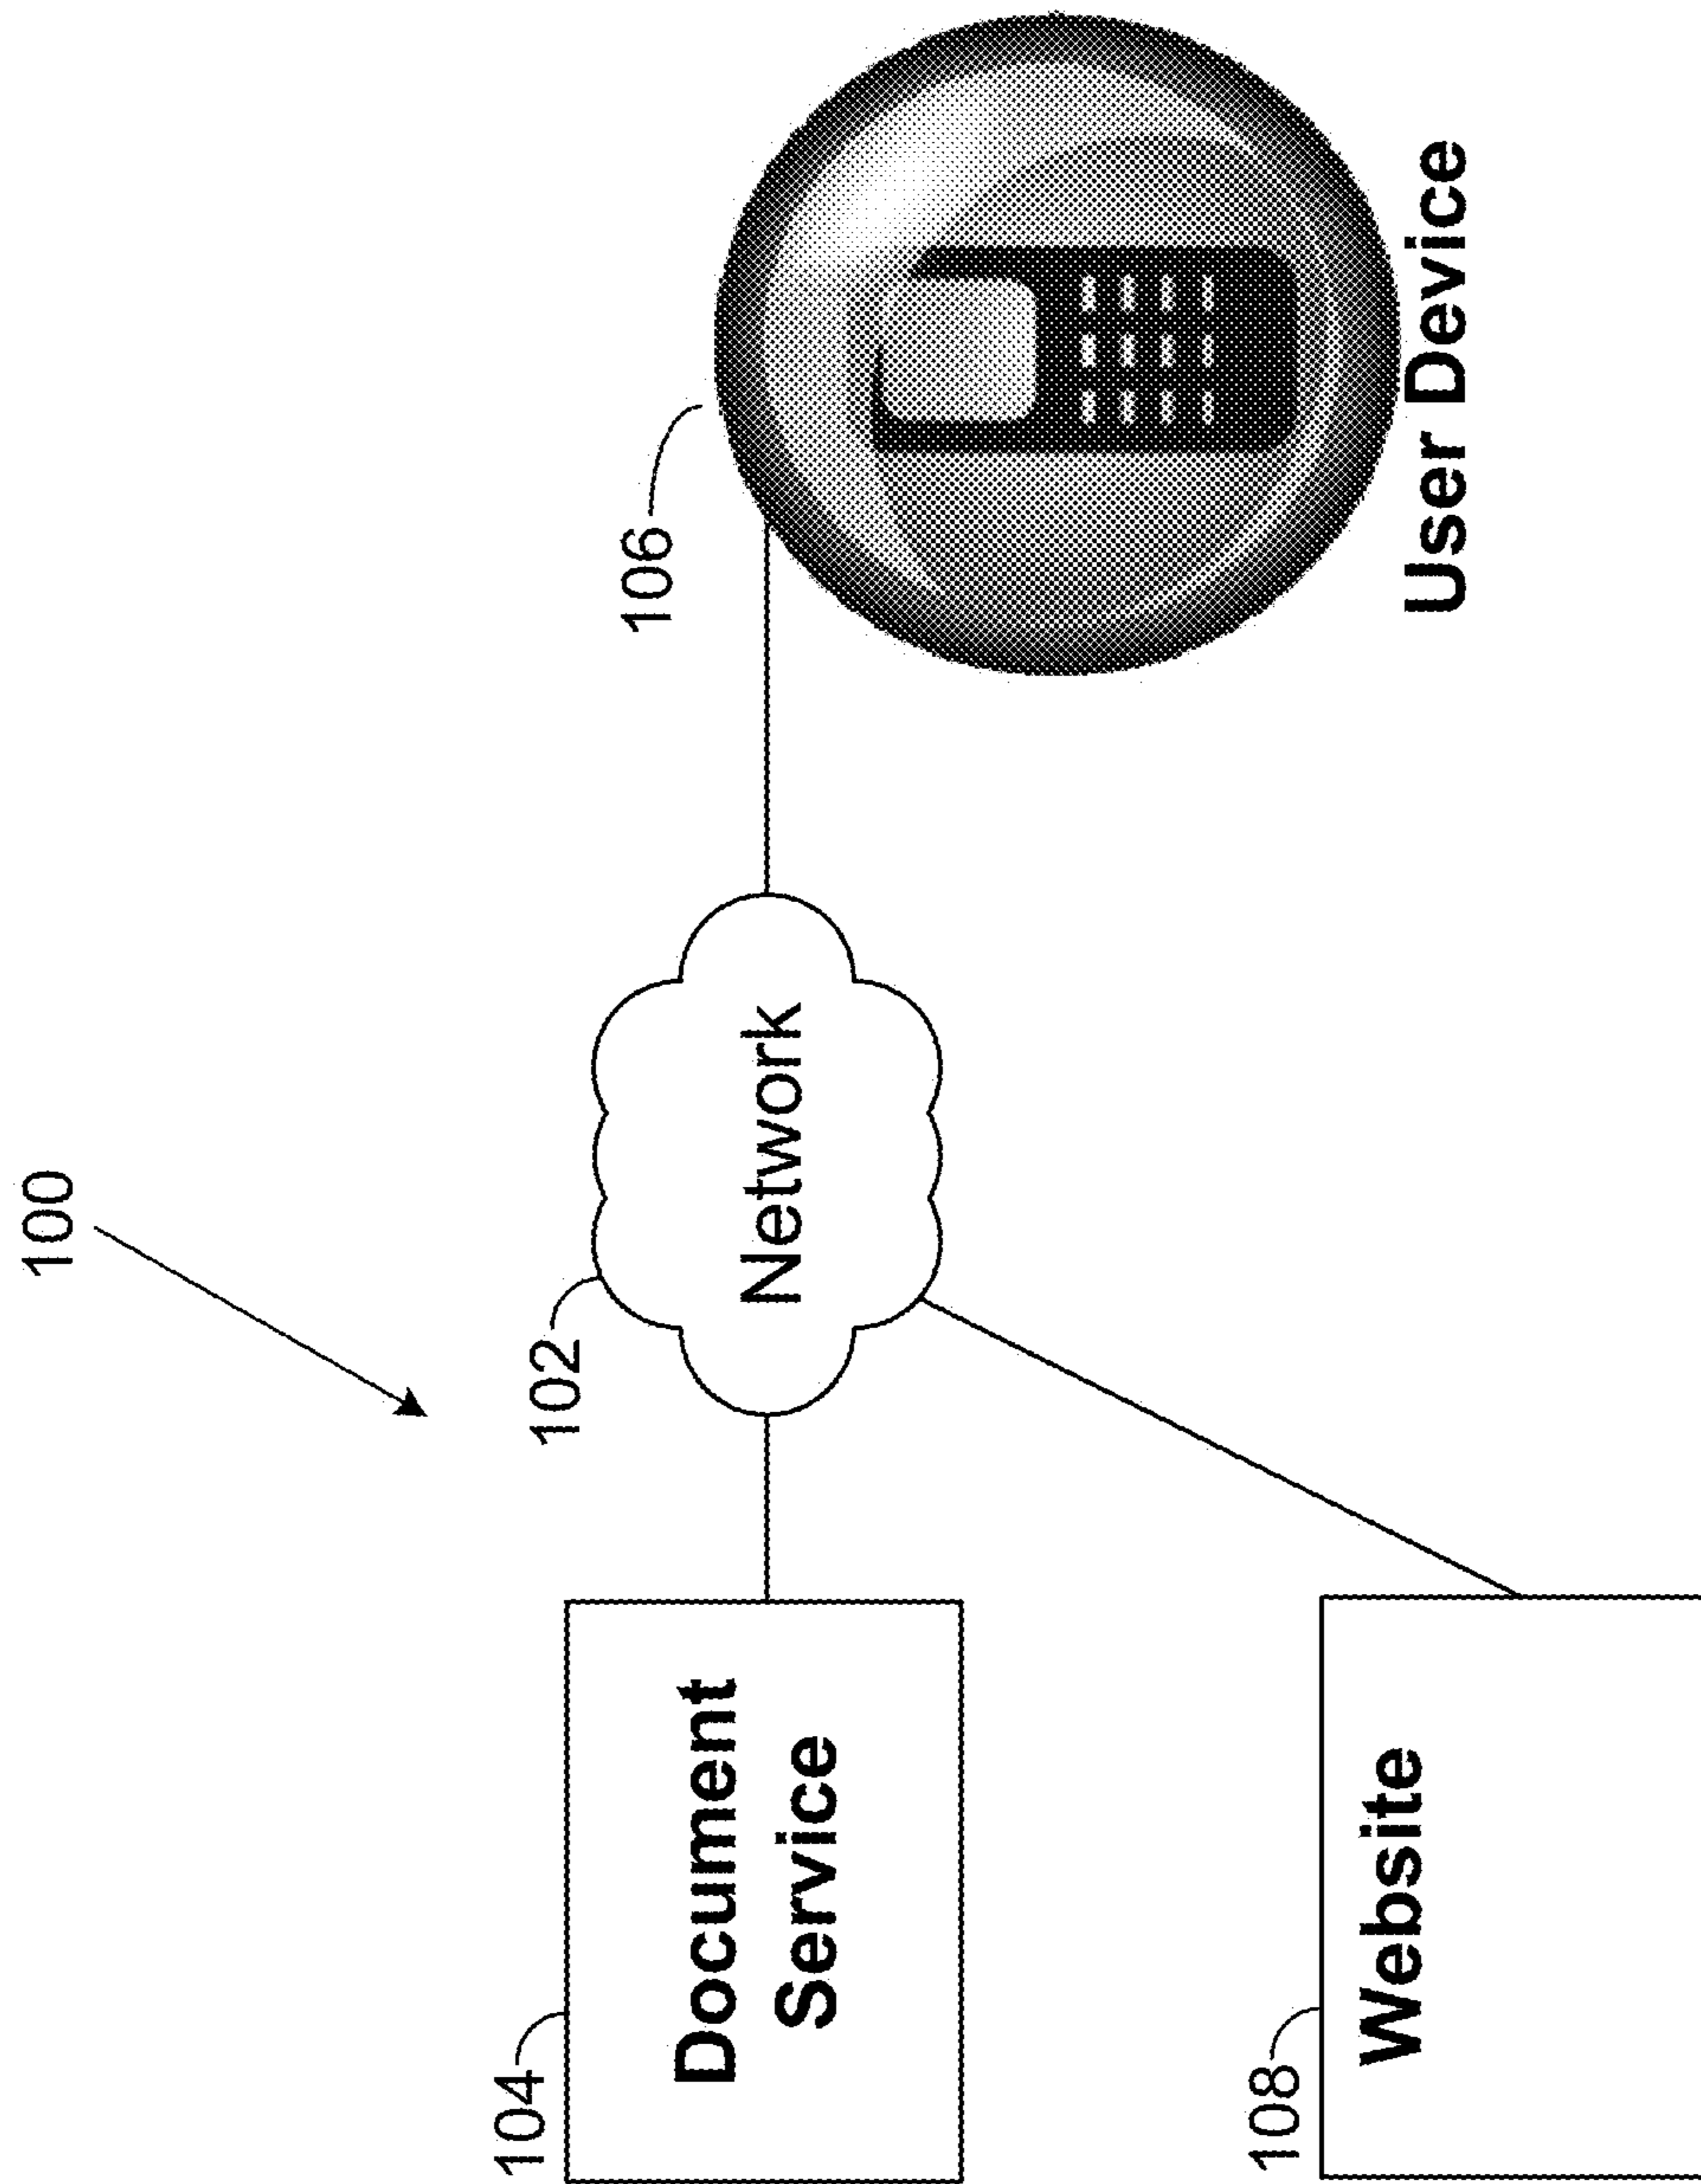 100
102
Network
104
Document
Service
106
User Device
108
Website